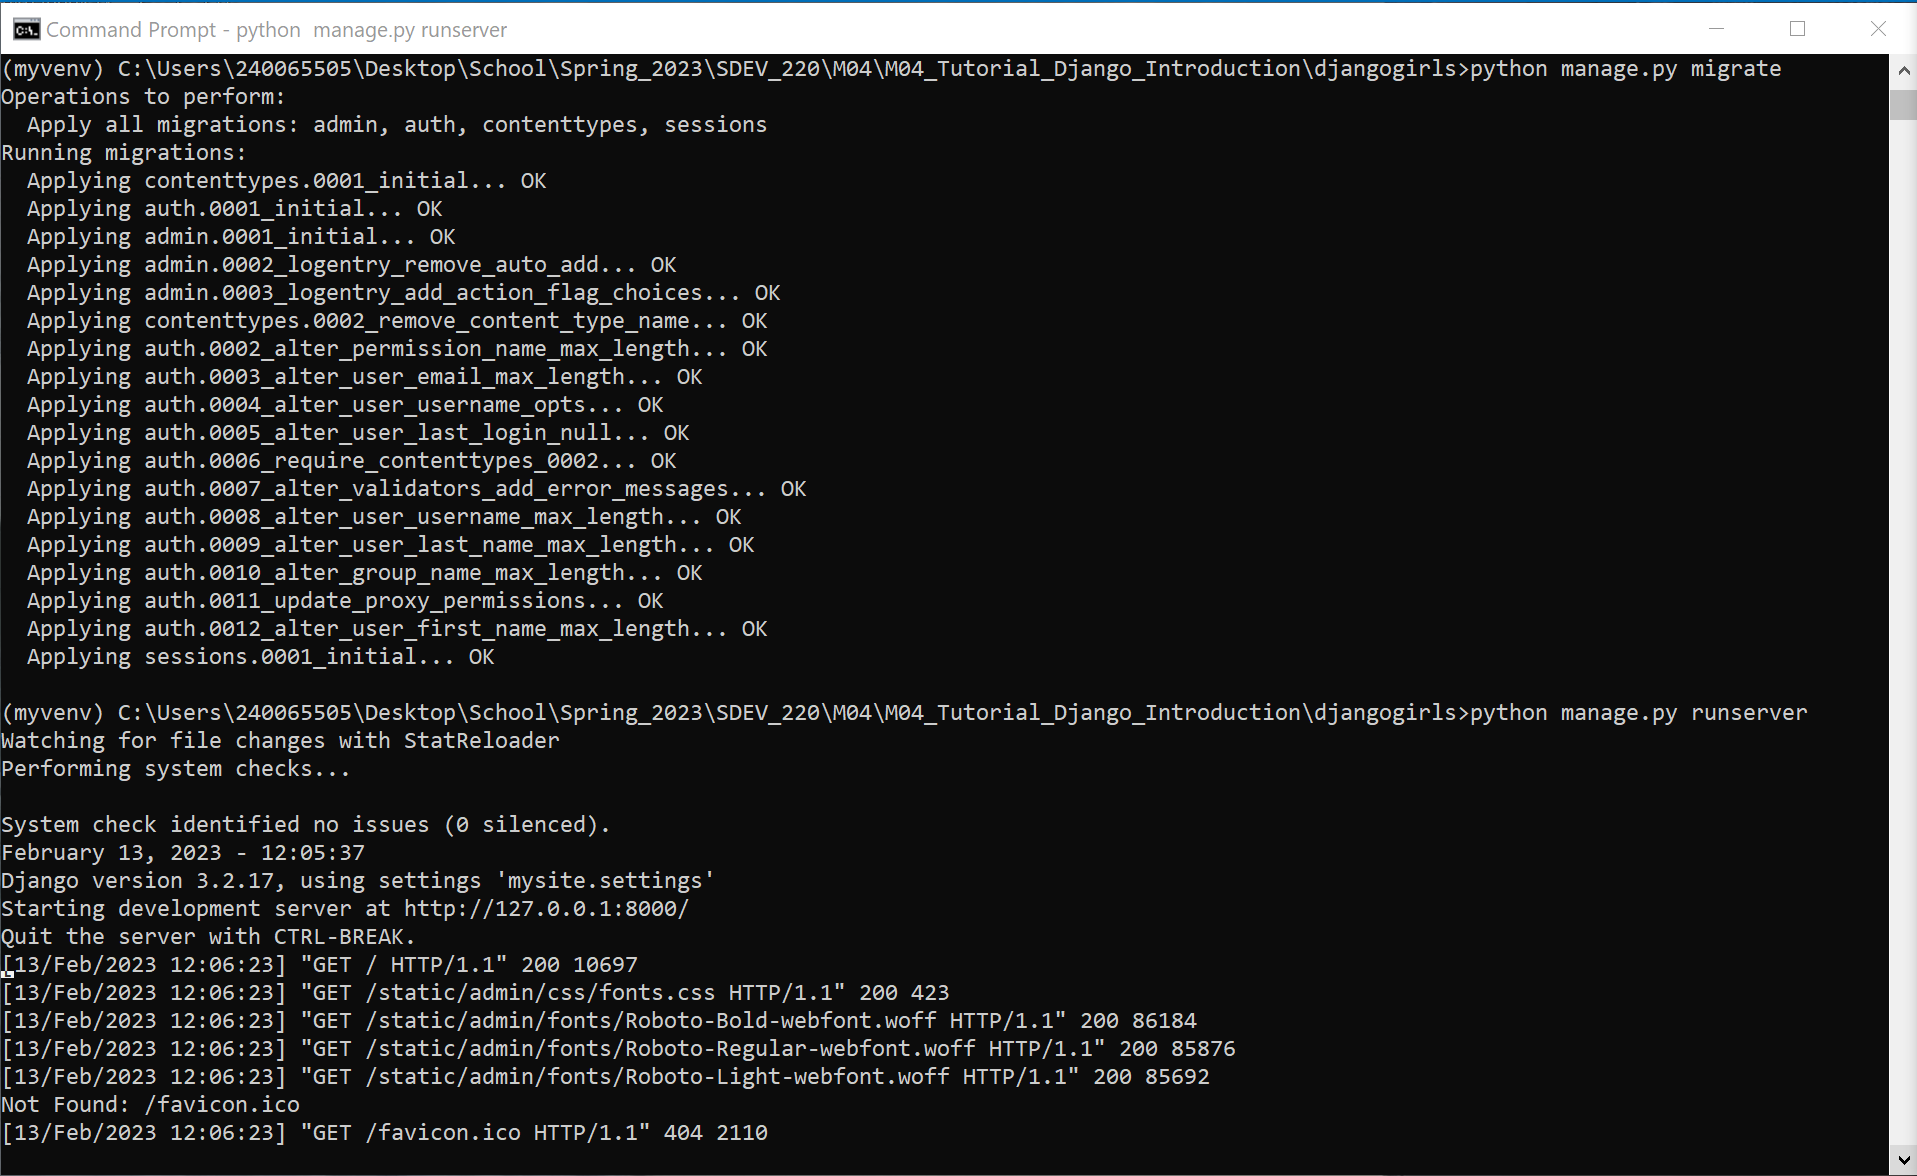 Command Prompt - python  manage.py runserver
(myvenv) C:\Users\240065505\Desktop\School\Spring_2023\SDEV_220\M04\M04_Tutorial_Django_Introduction\djangogirls>python manage.py migrate
Operations to perform:
  Apply all migrations: admin, auth, contenttypes, sessions
Running migrations:
  Applying contenttypes.0001_initial... OK
  Applying auth.0001_initial... OK
  Applying admin.0001_initial... OK
  Applying admin.0002_logentry_remove_auto_add... OK
  Applying admin.0003_logentry_add_action_flag_choices... OK
  Applying contenttypes.0002_remove_content_type_name... OK
  Applying auth.0002_alter_permission_name_max_length... OK
  Applying auth.0003_alter_user_email_max_length... OK
  Applying auth.0004_alter_user_username_opts... OK
  Applying auth.0005_alter_user_last_login_null... OK
  Applying auth.0006_require_contenttypes_0002... OK
  Applying auth.0007_alter_validators_add_error_messages... OK
  Applying auth.0008_alter_user_username_max_length... OK
  Applying auth.0009_alter_user_last_name_max_length... OK
  Applying auth.0010_alter_group_name_max_length... OK
  Applying auth.0011_update_proxy_permissions... OK
  Applying auth.0012_alter_user_first_name_max_length... OK
  Applying sessions.0001_initial... OK
(myvenv) C:\Users\240065505\Desktop\School\Spring_2023\SDEV_220\M04\M04_Tutorial_Django_Introduction\djangogirls>python manage.py runserver
Watching for file changes with StatReloader
Performing system checks...
System check identified no issues (0 silenced).
February 13, 2023 - 12:05:37
Django version 3.2.17, using settings 'mysite.settings'
Starting development server at http://127.0.0.1:8000/
Quit the server with CTRL-BREAK.
[13/Feb/2023 12:06:23] "GET / HTTP/1.1" 200 10697
[13/Feb/2023 12:06:23] "GET /static/admin/css/fonts.css HTTP/1.1" 200 423
[13/Feb/2023 12:06:23] "GET /static/admin/fonts/Roboto-Bold-webfont.woff HTTP/1.1" 200 86184
[13/Feb/2023 12:06:23] "GET /static/admin/fonts/Roboto-Regular-webfont.woff HTTP/1.1" 200 85876
[13/Feb/2023 12:06:23] "GET /static/admin/fonts/Roboto-Light-webfont.woff HTTP/1.1" 200 85692
Not Found: /favicon.ico
[13/Feb/2023 12:06:23] "GET /favicon.ico HTTP/1.1" 404 2110